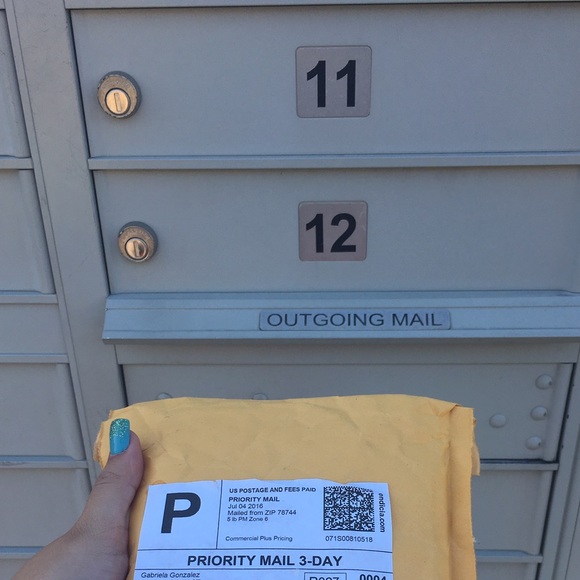 11
12
OUTGOING MAIL
P
US POSTAGE AND FEES PAID
PRIORITY MAIL
Jul 04 2016
Mailed from ZIP 78744
5 lb PM Zone 6
Commercial Plus Pricing
endicia.com
071S00810518
PRIORITY MAIL 3-DAY
Gabriela Gonzalez
0004